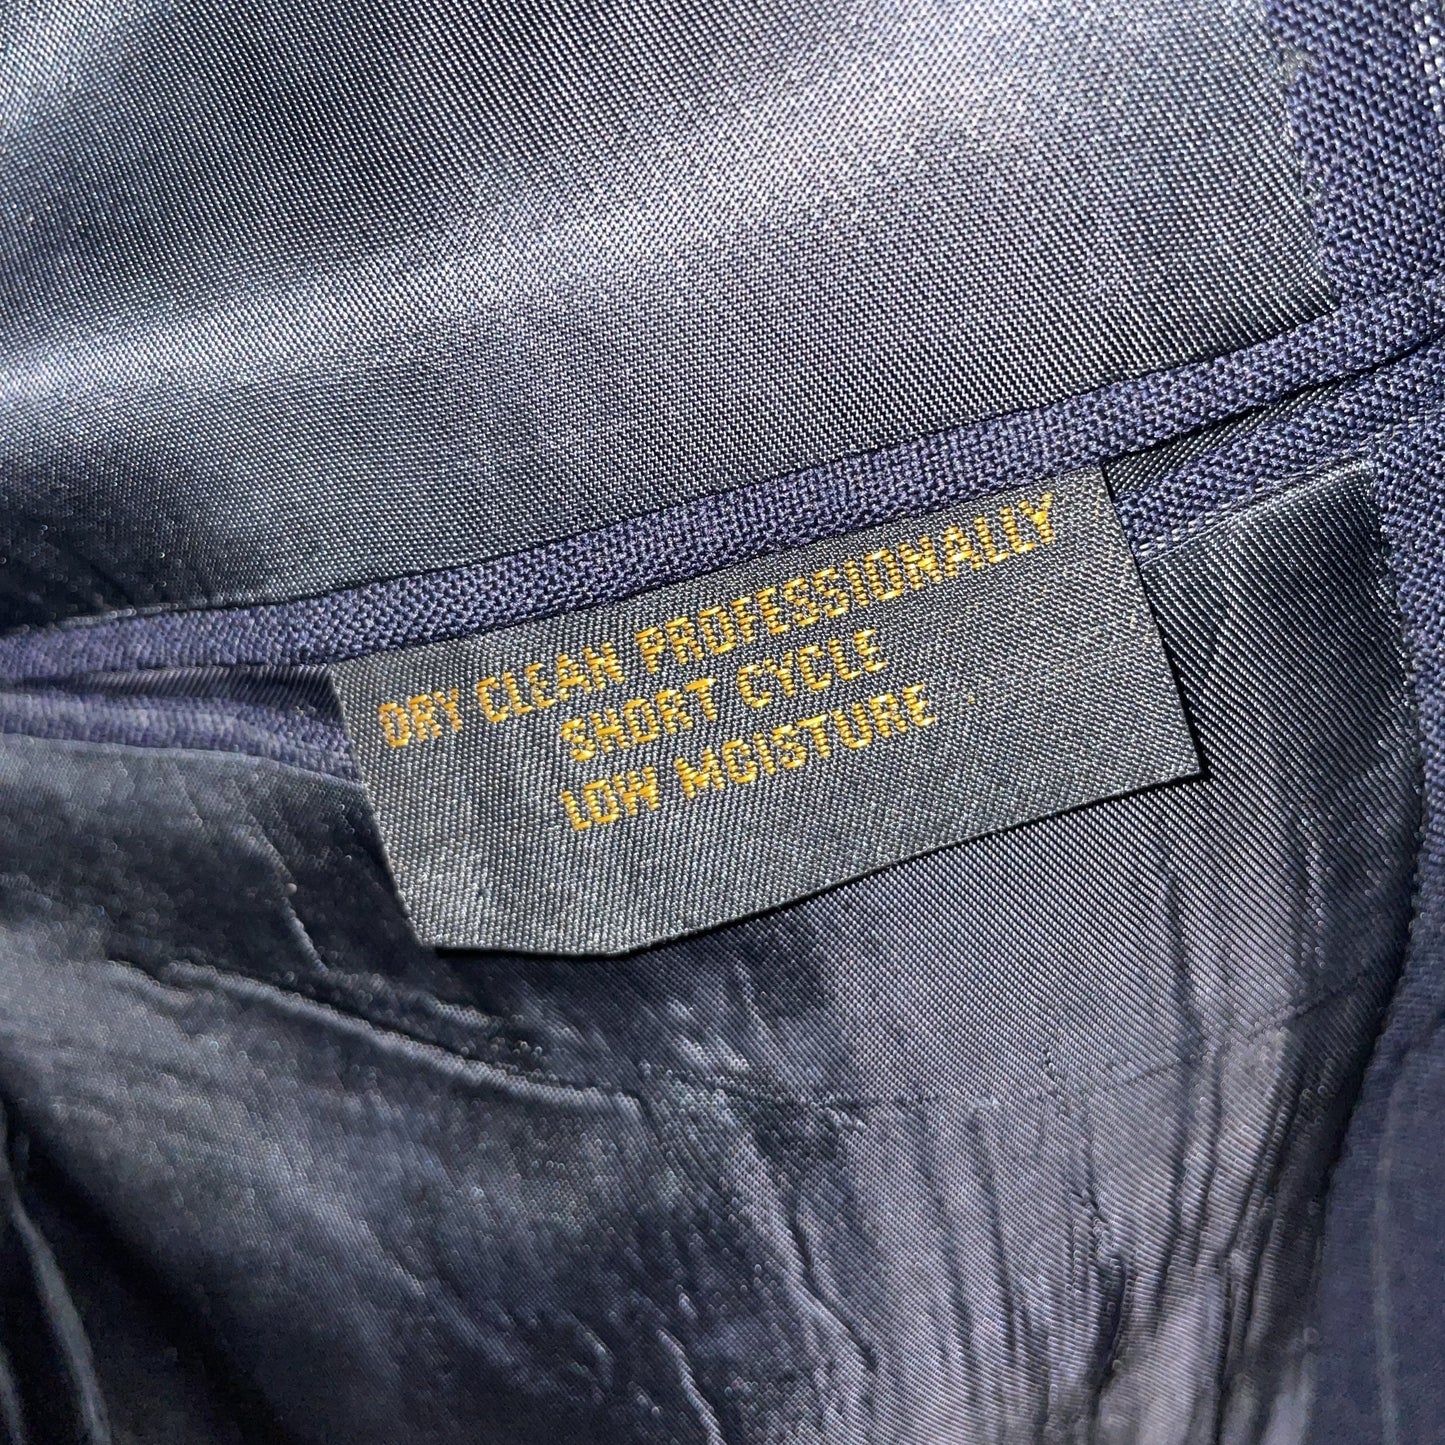 DRY CLEAN PROFESSIONALLY
SHORT CYCLE
LOW MOISTURE